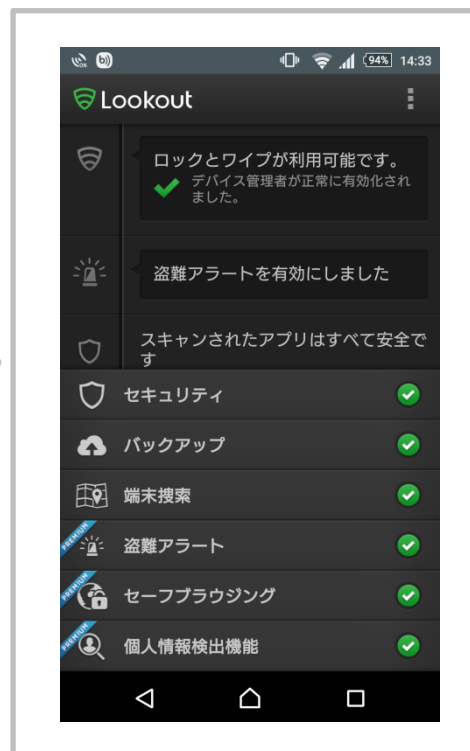 94% 14:33
Lookout
ロックとワイプが利用可能です。
デバイス管理者が正常に有効化され
ました。
盗難アラートを有効にしました
スキャンされたアプリはすべて安全で
す
セキュリティ
バックアップ
端末捜索
PREMIUM
盗難アラート
PREMIUM
セーフブラウジング
PREMIUM
個人情報検出機能